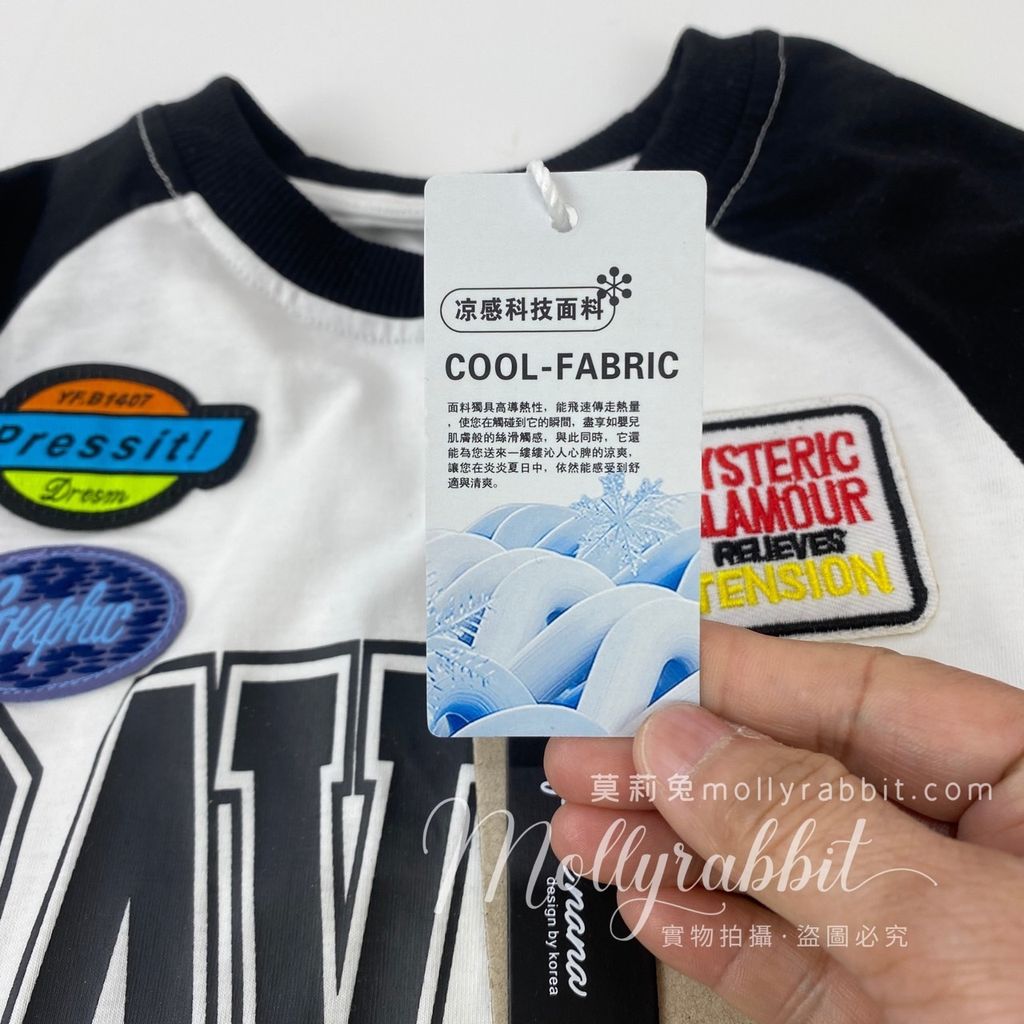 凉感科技面料
COOL-FABRIC
面料獨具高導熱性，能飛速傳走熱量
，使您在觸碰到它的瞬間，盡享如嬰兒
肌膚般的絲滑觸感，與此同時，它還
能為您送來一縷縷沁人心脾的涼爽，
讓您在炎炎夏日中，依然能感受到舒
適與清爽。
YF.B1407
Pressit!
Dresm
Graphic
YSTERIC
LAMOUR
RELIEVES
TENSION
莫莉兔mollyrabbit.com
Mollyrabbit
實物拍攝·盜圖必究
design by korea